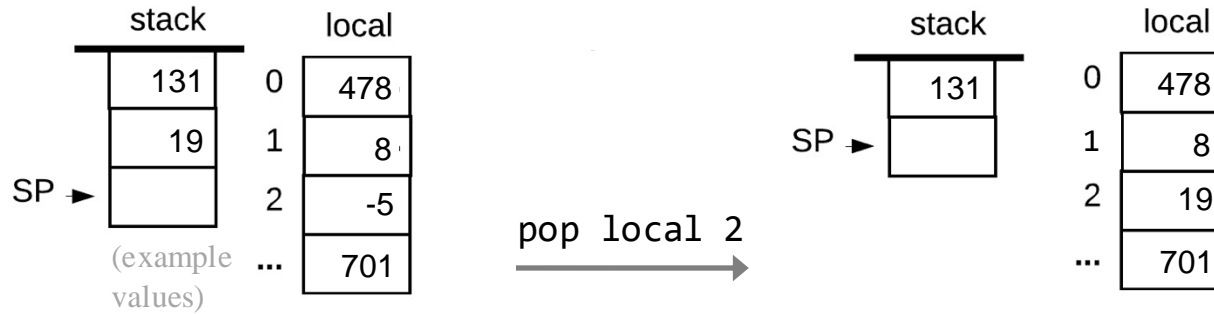 stack local
131 0 478
19 1 8
SP 2 -5
(example ... 701
values)
pop local 2
stack local
131 0 478
SP 1 8
2 19
... 701